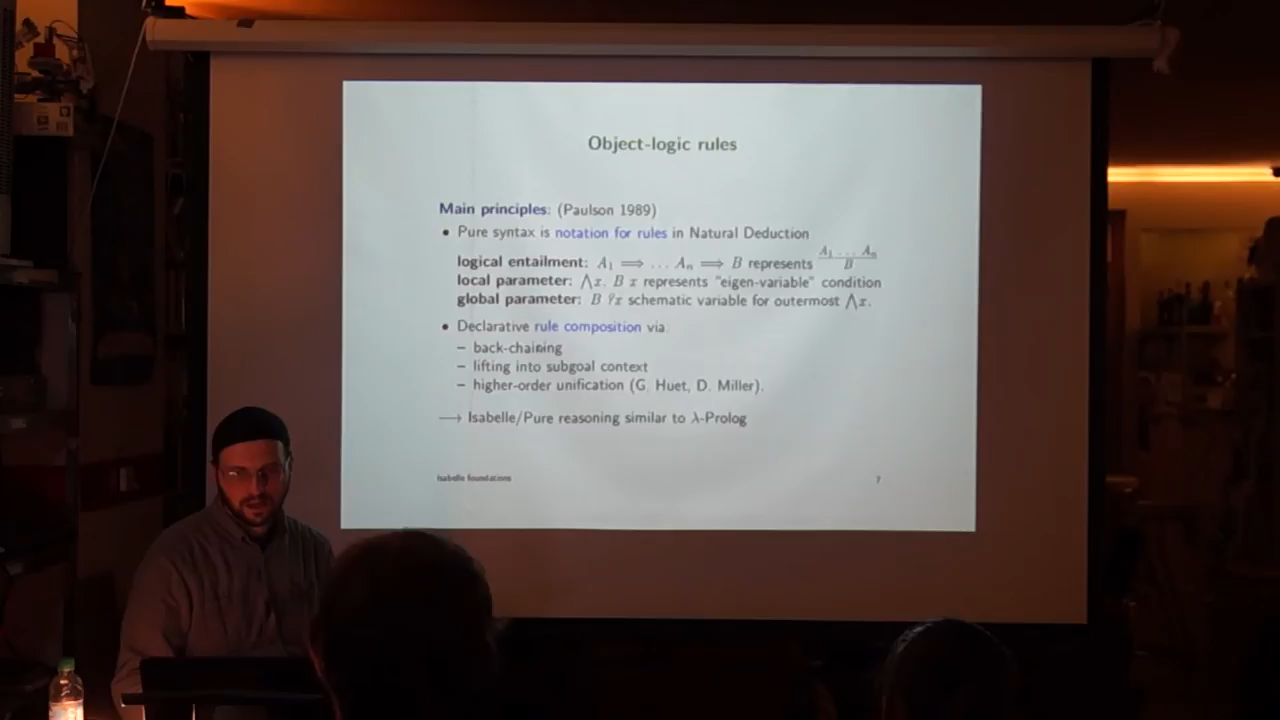 Object-logic rules
Main principles: (Paulson 1989)
• Pure syntax is notation for rules in Natural Deduction
logical entailment: A₁ ⟹ … Aₙ ⟹ B represents A₁ … Aₙ / B
local parameter: ⋀x. B x represents "eigen-variable" condition
global parameter: B ?x schematic variable for outermost ⋀x.
• Declarative rule composition via:
– back-chaining
– lifting into subgoal context
– higher-order unification (G. Huet, D. Miller).
⟶ Isabelle/Pure reasoning similar to λ-Prolog
Isabelle foundations 7